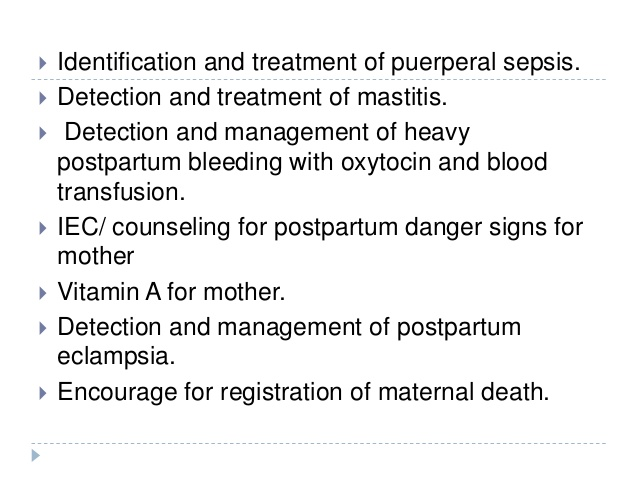 Identification and treatment of puerperal sepsis.
Detection and treatment of mastitis.
Detection and management of heavy
postpartum bleeding with oxytocin and blood
transfusion.
IEC/ counseling for postpartum danger signs for
mother
Vitamin A for mother.
Detection and management of postpartum
eclampsia.
Encourage for registration of maternal death.